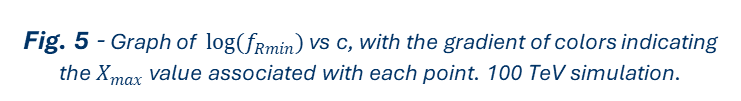 Fig. 5 - Graph of log(f_Rmin) vs c, with the gradient of colors indicating
the X_max value associated with each point. 100 TeV simulation.